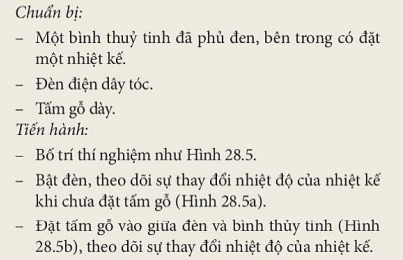 Chuẩn bị:
– Một bình thuỷ tinh đã phủ đen, bên trong có đặt
một nhiệt kế.
– Đèn điện dây tóc.
– Tấm gỗ dày.
Tiến hành:
– Bố trí thí nghiệm như Hình 28.5.
– Bật đèn, theo dõi sự thay đổi nhiệt độ của nhiệt kế
khi chưa đặt tấm gỗ (Hình 28.5a).
– Đặt tấm gỗ vào giữa đèn và bình thủy tinh (Hình
28.5b), theo dõi sự thay đổi nhiệt độ của nhiệt kế.